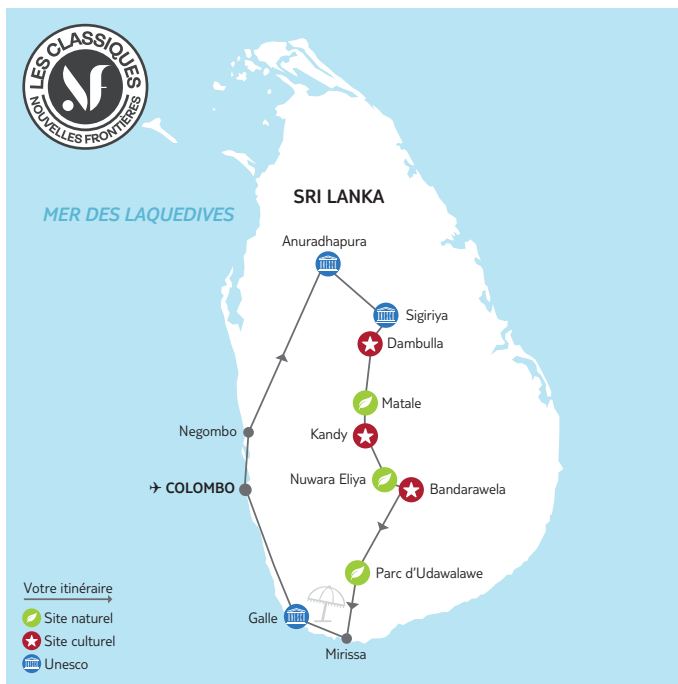 LES CLASSIQUES
NF
NOUVELLES FRONTIÈRES
SRI LANKA
MER DES LAQUEDIVES
Anuradhapura
Sigiriya
Dambulla
Matale
Negombo
Kandy
Nuwara Eliya
COLOMBO
Bandarawela
Parc d'Udawalawe
Votre itinéraire
Site naturel
Galle
Site culturel
Mirissa
Unesco